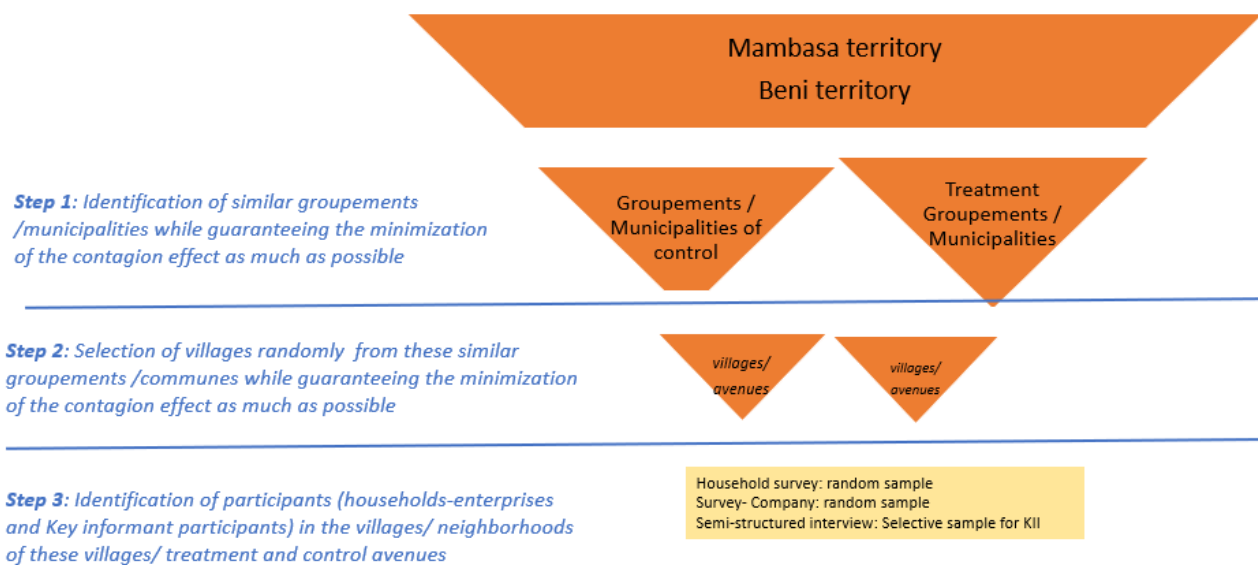 Mambasa territory
Beni territory
Step 1: Identification of similar groupements
/municipalities while guaranteeing the minimization
of the contagion effect as much as possible
Groupements /
Municipalities of
control
Treatment
Groupements /
Municipalities
Step 2: Selection of villages randomly from these similar
groupements /communes while guaranteeing the minimization
of the contagion effect as much as possible
villages/
avenues
villages/
avenues
Step 3: Identification of participants (households-enterprises
and Key informant participants) in the villages/ neighborhoods
of these villages/ treatment and control avenues
Household survey: random sample
Survey- Company: random sample
Semi-structured interview: Selective sample for KII